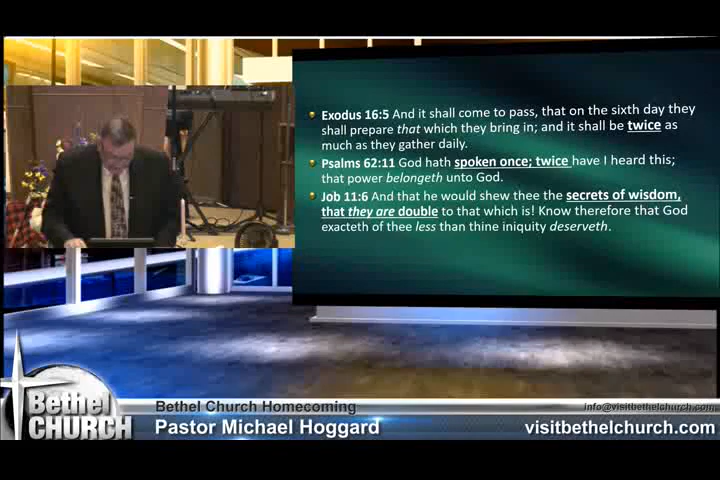 Exodus 16:5 And it shall come to pass, that on the sixth day they
shall prepare that which they bring in; and it shall be twice as
much as they gather daily.
Psalms 62:11 God hath spoken once; twice have I heard this;
that power belongeth unto God.
Job 11:6 And that he would shew thee the secrets of wisdom,
that they are double to that which is! Know therefore that God
exacteth of thee less than thine iniquity deserveth.
Bethel
CHURCH
Bethel Church Homecoming
info@visitbethelchurch.com
Pastor Michael Hoggard
visitbethelchurch.com